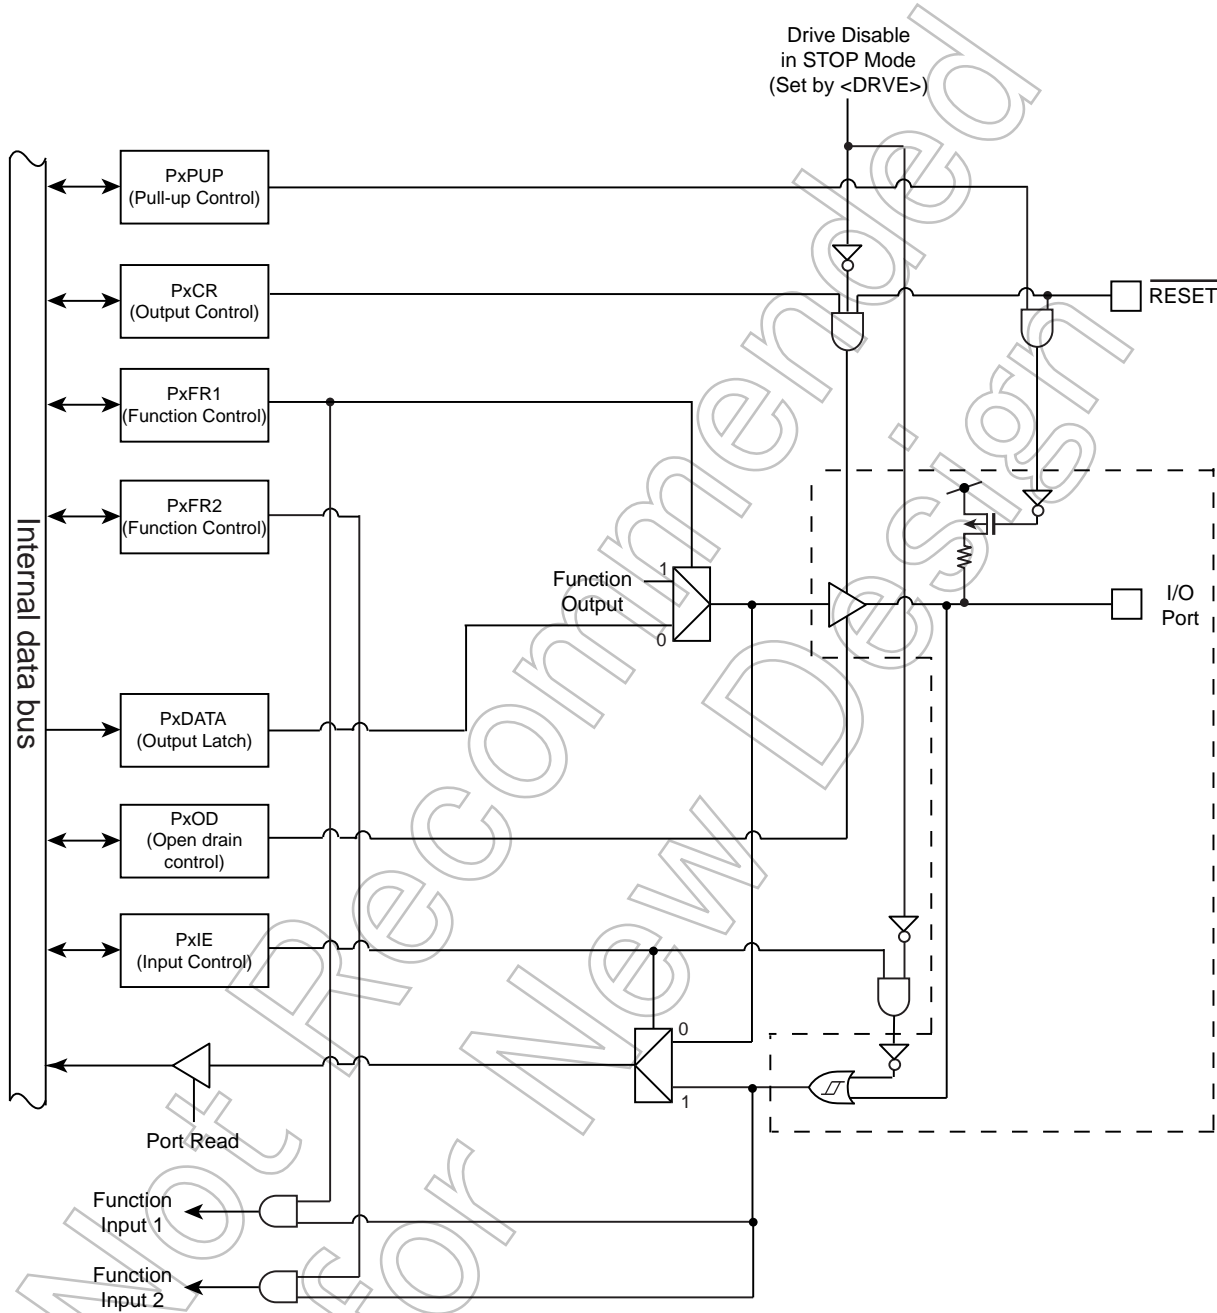 Drive Disable
in STOP Mode
(Set by <DRVE>)
PxPUP
(Pull-up Control)
PxCR
(Output Control)
RESET
PxFR1
(Function Control)
PxFR2
(Function Control)
Internal data bus
Function
Output
1
0
I/O
Port
PxDATA
(Output Latch)
PxOD
(Open drain
control)
PxIE
(Input Control)
0
1
Port Read
Function
Input 1
Function
Input 2
Not Recommended
for New Design